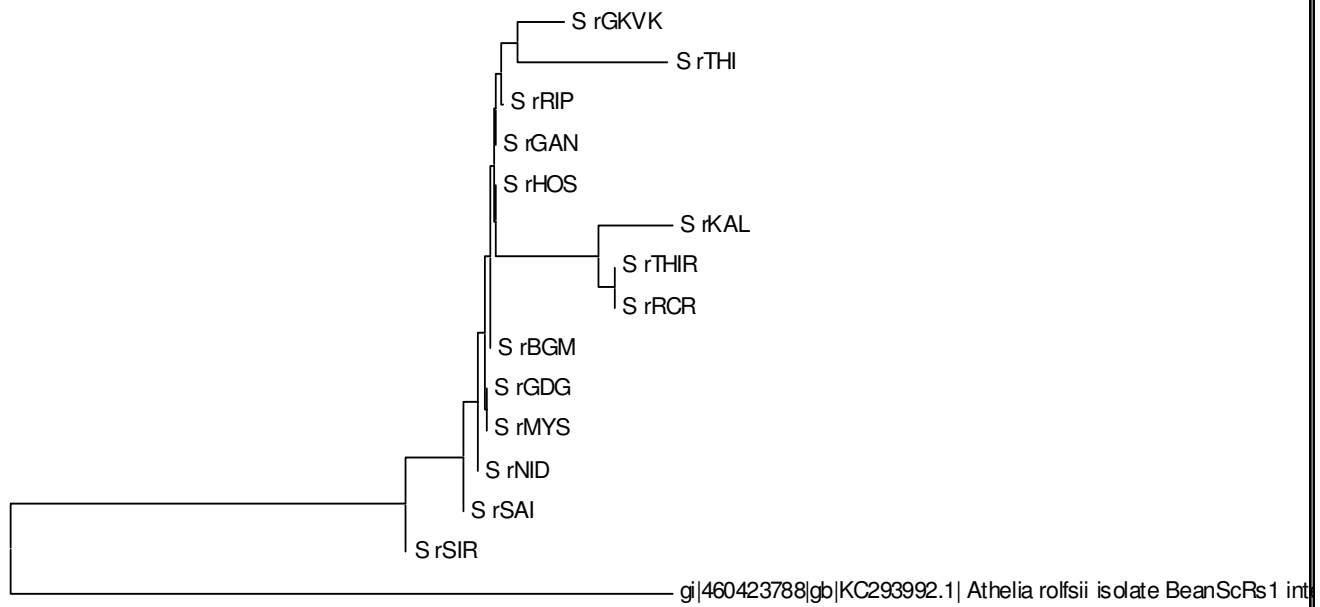 S rGKVK
S rTHI
S rRIP
S rGAN
S rHOS
S rKAL
S rTHIR
S rRCR
S rBGM
S rGDG
S rMYS
S rNID
S rSAI
S rSIR
gi|460423788|gb|KC293992.1| Athelia rolfsii isolate BeanScRs1 inte